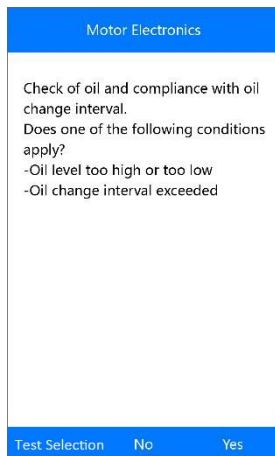 Motor Electronics
Check of oil and compliance with oil
change interval.
Does one of the following conditions
apply?
-Oil level too high or too low
-Oil change interval exceeded
Test Selection No Yes